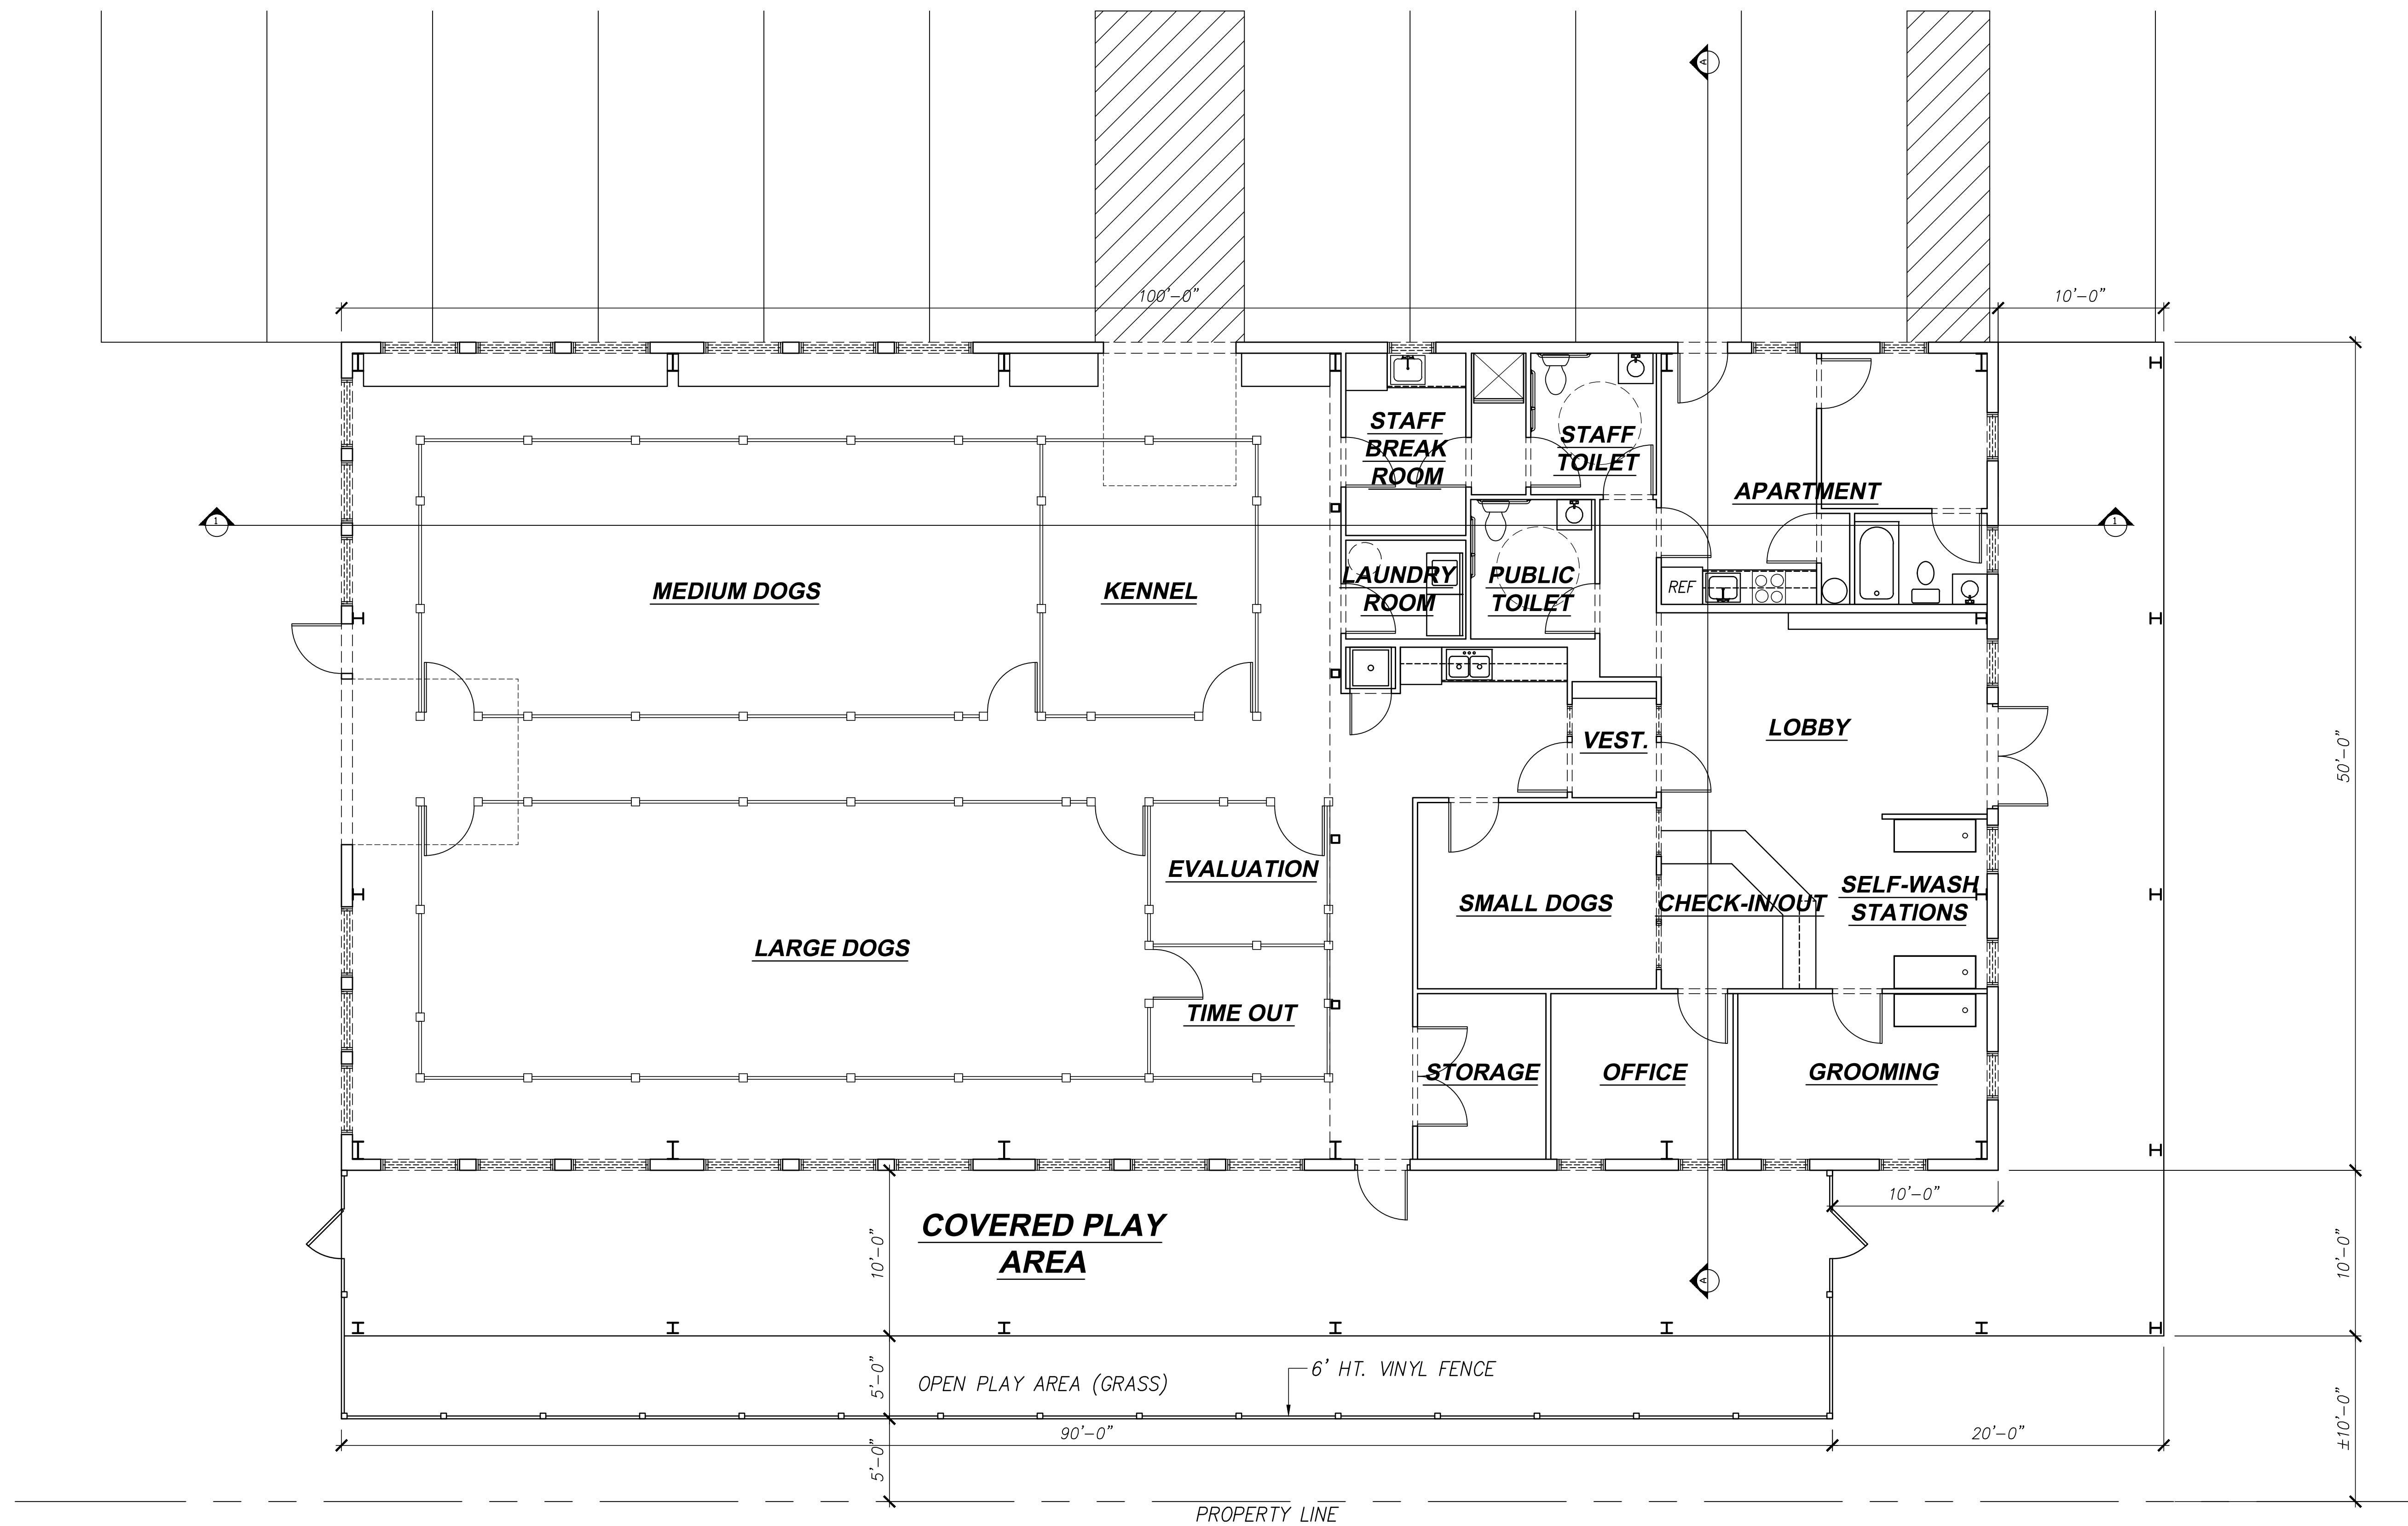 A
100'-0"
10'-0"
STAFF
BREAK
ROOM
STAFF
TOILET
APARTMENT
1
1
MEDIUM DOGS
KENNEL
LAUNDRY
ROOM
PUBLIC
TOILET
REF
LOBBY
VEST.
50'-0"
EVALUATION
LARGE DOGS
TIME OUT
SMALL DOGS
CHECK-IN/OUT
SELF-WASH
STATIONS
STORAGE
OFFICE
GROOMING
10'-0"
COVERED PLAY
AREA
10'-0"
10'-0"
A
5'-0"
OPEN PLAY AREA (GRASS)
6' HT. VINYL FENCE
±10'-0"
90'-0"
20'-0"
5'-0"
PROPERTY LINE